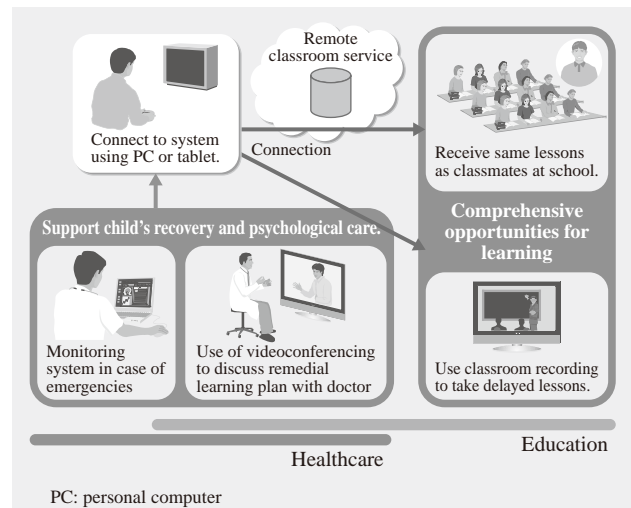 Remote
classroom service
Connect to system
using PC or tablet.
Connection
Receive same lessons
as classmates at school.
Comprehensive
opportunities for
learning
Support child's recovery and psychological care.
Monitoring
system in case of
emergencies
Use of videoconferencing
to discuss remedial
learning plan with doctor
Use classroom recording
to take delayed lessons.
Education
Healthcare
PC: personal computer